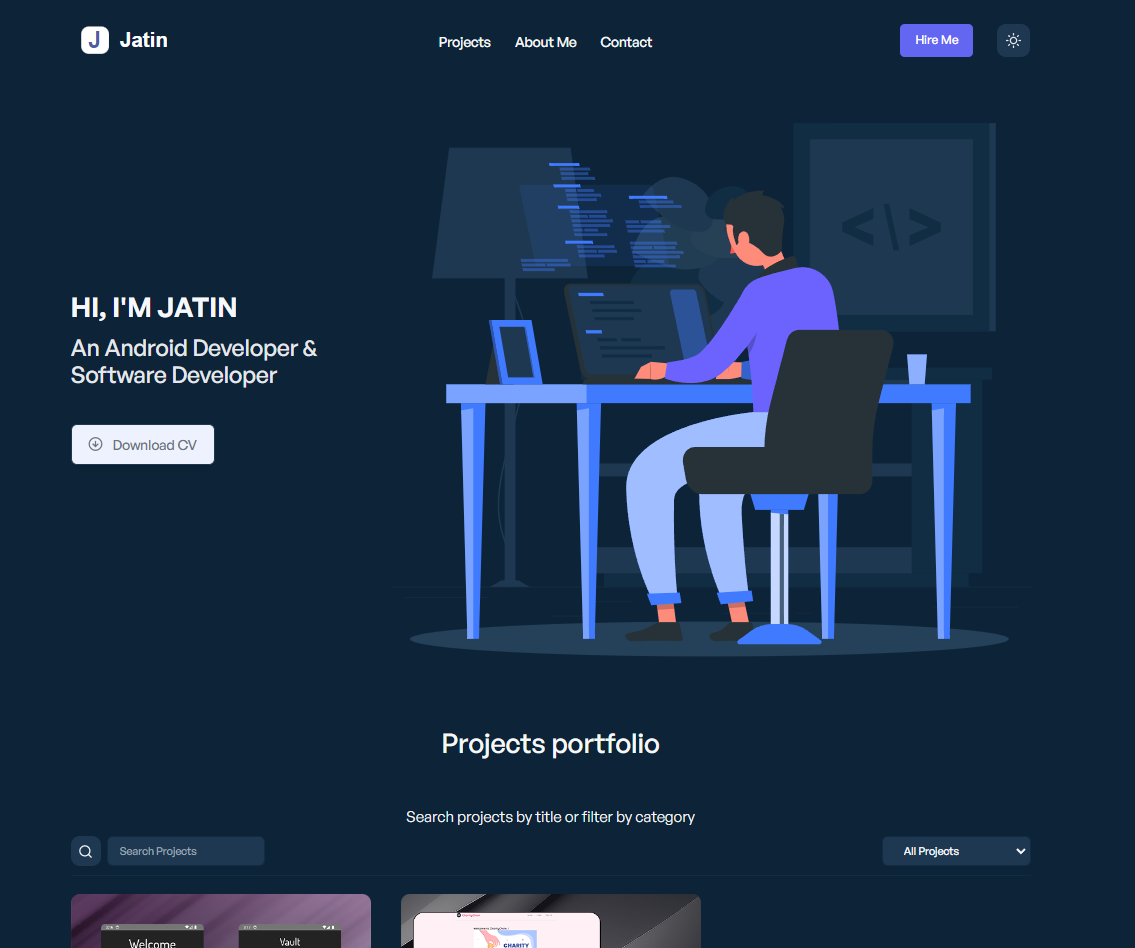 J Jatin
Projects About Me Contact
Hire Me
HI, I'M JATIN
An Android Developer &
Software Developer
Download CV
<\>
Projects portfolio
Search projects by title or filter by category
Search Projects
All Projects
Welcome
Vault
CHARITY